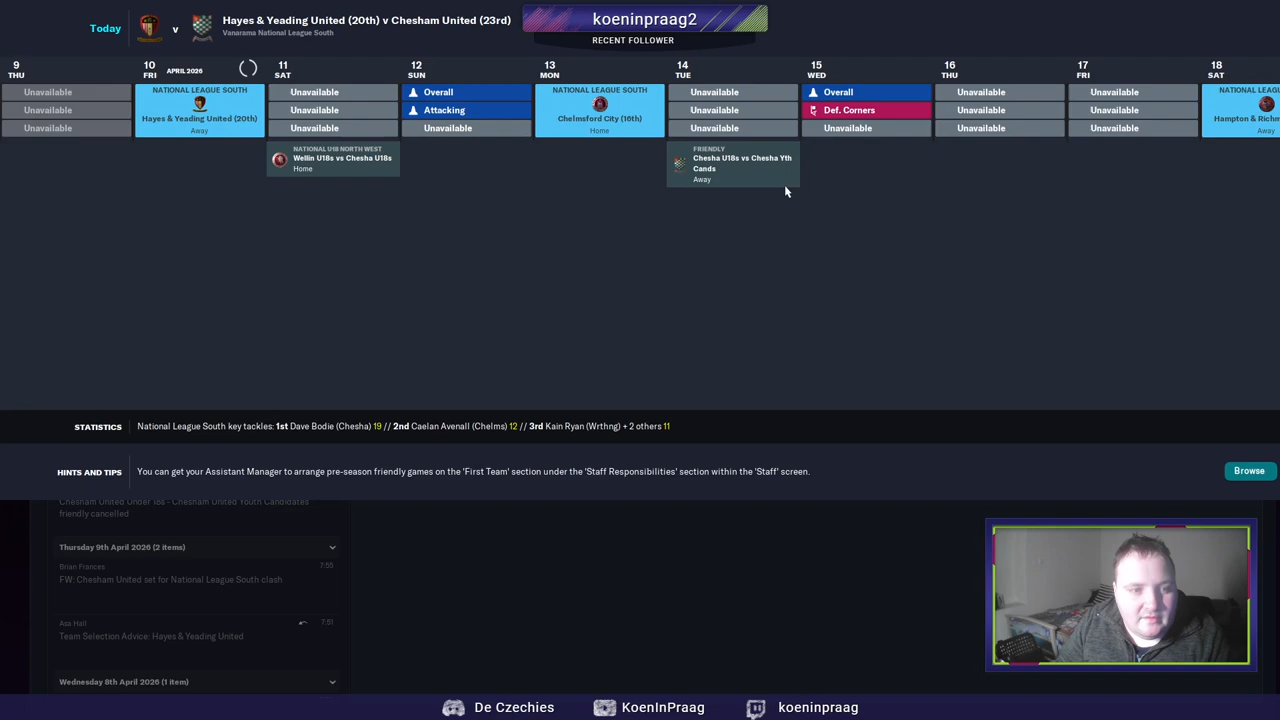 Today
v
Hayes & Yeading United (20th) v Chesham United (23rd)
Vanarama National League South
koeninpraag2
RECENT FOLLOWER
9
THU
10
FRI
APRIL 2026
11
SAT
12
SUN
13
MON
14
TUE
15
WED
16
THU
17
FRI
18
SAT
Unavailable
Unavailable
Unavailable
NATIONAL LEAGUE SOUTH
Hayes & Yeading United (20th)
Away
Unavailable
Unavailable
Unavailable
NATIONAL U18 NORTH WEST
Wellin U18s vs Chesha U18s
Home
Overall
Attacking
Unavailable
NATIONAL LEAGUE SOUTH
Chelmsford City (16th)
Home
Unavailable
Unavailable
Unavailable
FRIENDLY
Chesha U18s vs Chesha Yth
Cands
Away
Overall
Def. Corners
Unavailable
Unavailable
Unavailable
Unavailable
Unavailable
Unavailable
Unavailable
NATIONAL LEAGU
Hampton & Richm
Away
STATISTICS
National League South key tackles: 1st Dave Bodie (Chesha) 19 // 2nd Caelan Avenall (Chelms) 12 // 3rd Kain Ryan (Wrthng) + 2 others 11
HINTS AND TIPS
You can get your Assistant Manager to arrange pre-season friendly games on the 'First Team' section under the 'Staff Responsibilities' section within the 'Staff' screen.
Browse
Chesham United Under 18s - Chesham United Youth Candidates
friendly cancelled
Thursday 9th April 2026 (2 items)
Brian Frances
7:55
FW: Chesham United set for National League South clash
Asa Hall
7:51
Team Selection Advice: Hayes & Yeading United
Wednesday 8th April 2026 (1 item)
De Czechies
KoenInPraag
koeninpraag